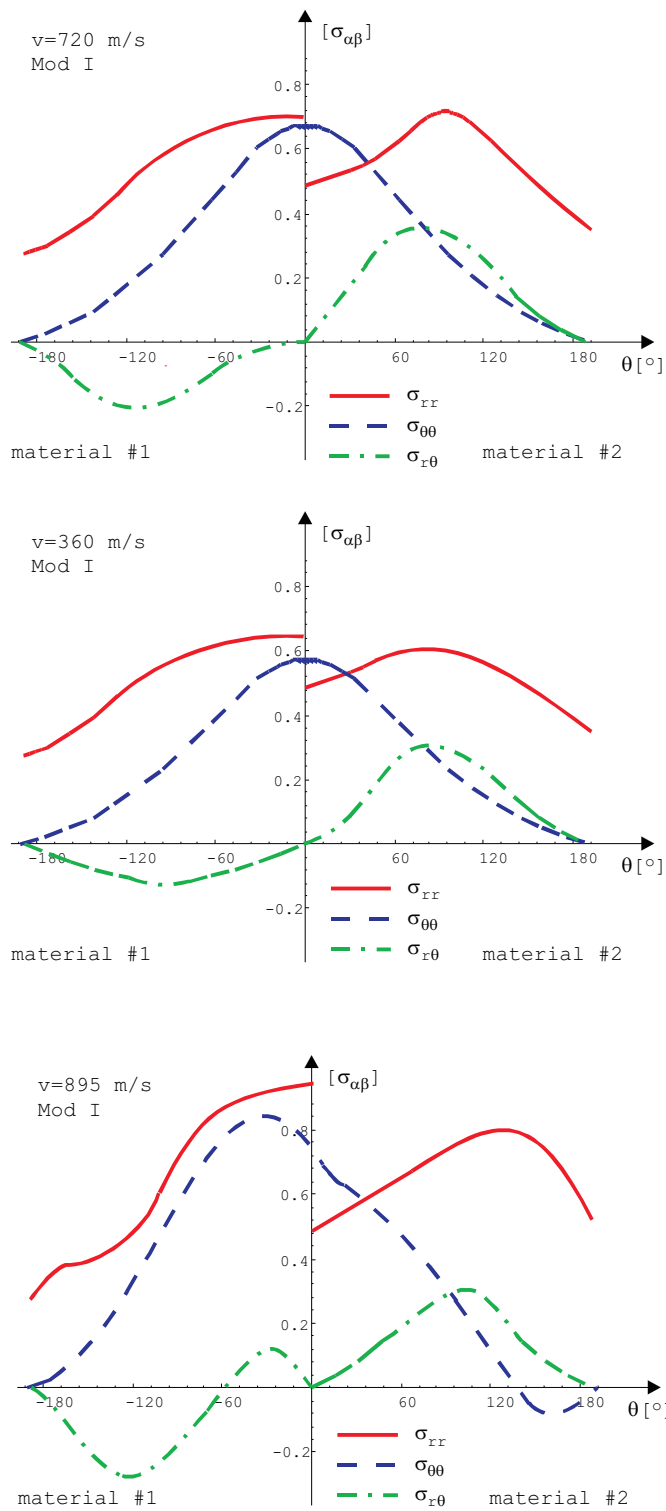 v=720 m/s
Mod I
[σαβ]
0.8
0.6
0.4
0.2
-180 -120 -60 60 120 180
θ[°]
-0.2
σrr
σθθ
σrθ
material #1
material #2
v=360 m/s
Mod I
[σαβ]
0.8
0.6
0.4
0.2
-180 -120 -60 60 120 180
θ[°]
-0.2
σrr
σθθ
σrθ
material #1
material #2
v=895 m/s
Mod I
[σαβ]
0.8
0.6
0.4
0.2
-180 -120 -60 60 120 180
θ[°]
-0.2
σrr
σθθ
σrθ
material #1
material #2